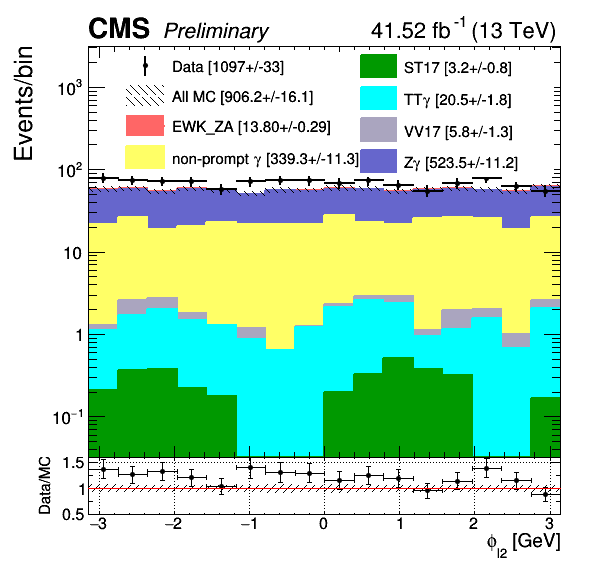 CMS Preliminary 41.52 fb⁻¹ (13 TeV)
Events/bin
Data [1097+/-33]
All MC [906.2+/-16.1]
EWK_ZA [13.80+/-0.29]
non-prompt γ [339.3+/-11.3]
ST17 [3.2+/-0.8]
TTγ [20.5+/-1.8]
VV17 [5.8+/-1.3]
Zγ [523.5+/-11.2]
10³
10²
10
1
10⁻¹
Data/MC
1.5
1
0.5
−3 −2 −1 0 1 2 3
ϕl2 [GeV]